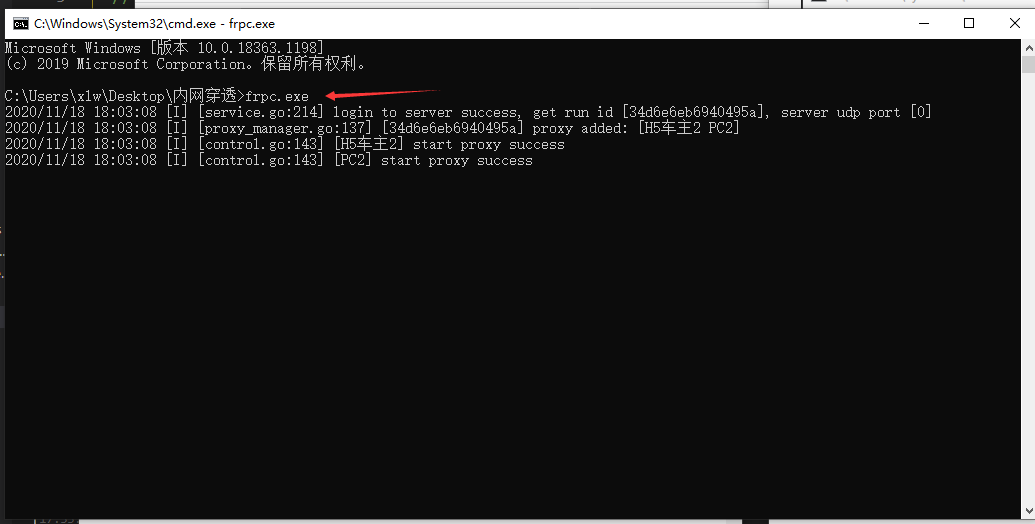 C:\Windows\System32\cmd.exe - frpc.exe
Microsoft Windows [版本 10.0.18363.1198]
(c) 2019 Microsoft Corporation。保留所有权利。
C:\Users\xlw\Desktop\内网穿透>frpc.exe
2020/11/18 18:03:08 [I] [service.go:214] login to server success, get run id [34d6e6eb6940495a], server udp port [0]
2020/11/18 18:03:08 [I] [proxy_manager.go:137] [34d6e6eb6940495a] proxy added: [H5车主2 PC2]
2020/11/18 18:03:08 [I] [control.go:143] [H5车主2] start proxy success
2020/11/18 18:03:08 [I] [control.go:143] [PC2] start proxy success